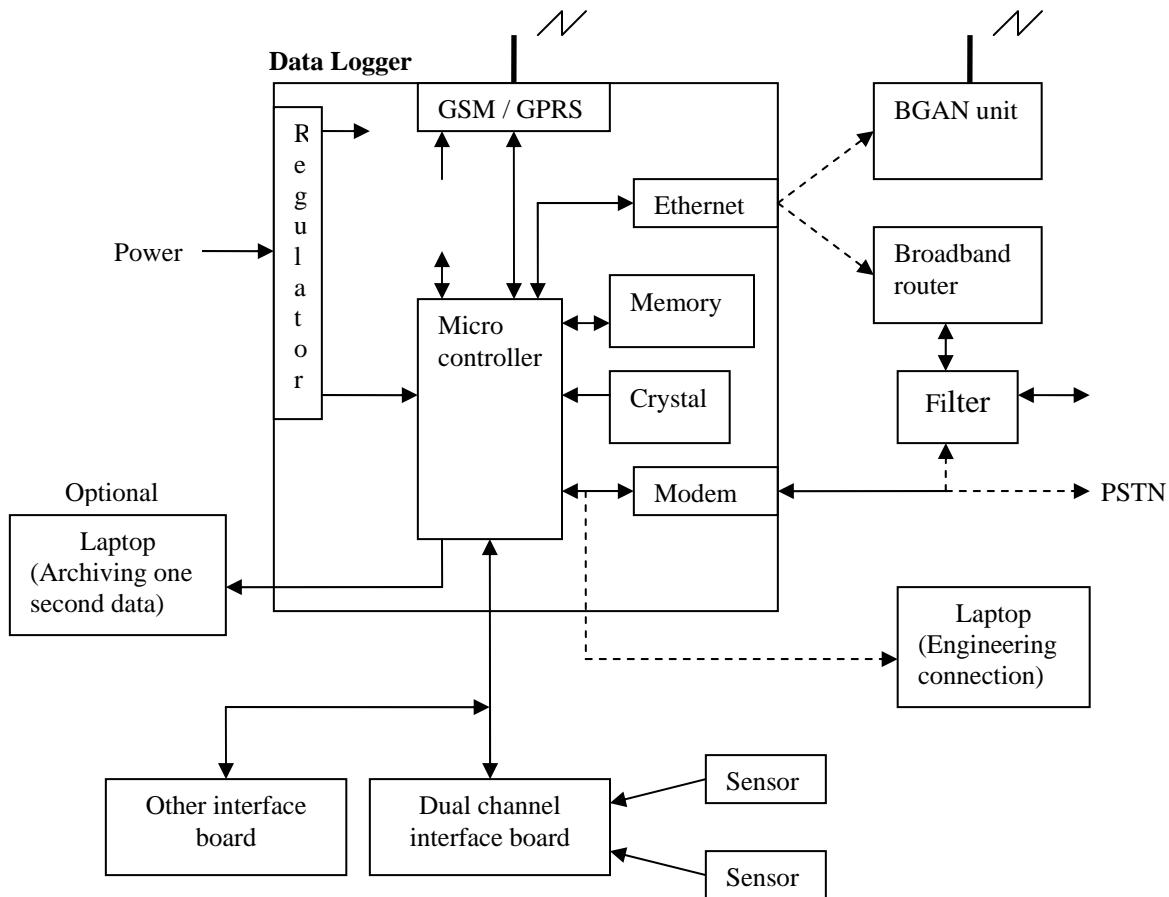 Data Logger
GSM / GPRS
BGAN unit
Regulator
Ethernet
Power
Broadband
router
Memory
Micro
controller
Crystal
Filter
Optional
Modem
PSTN
Laptop
(Archiving one
second data)
Laptop
(Engineering
connection)
Other interface
board
Dual channel
interface board
Sensor
Sensor